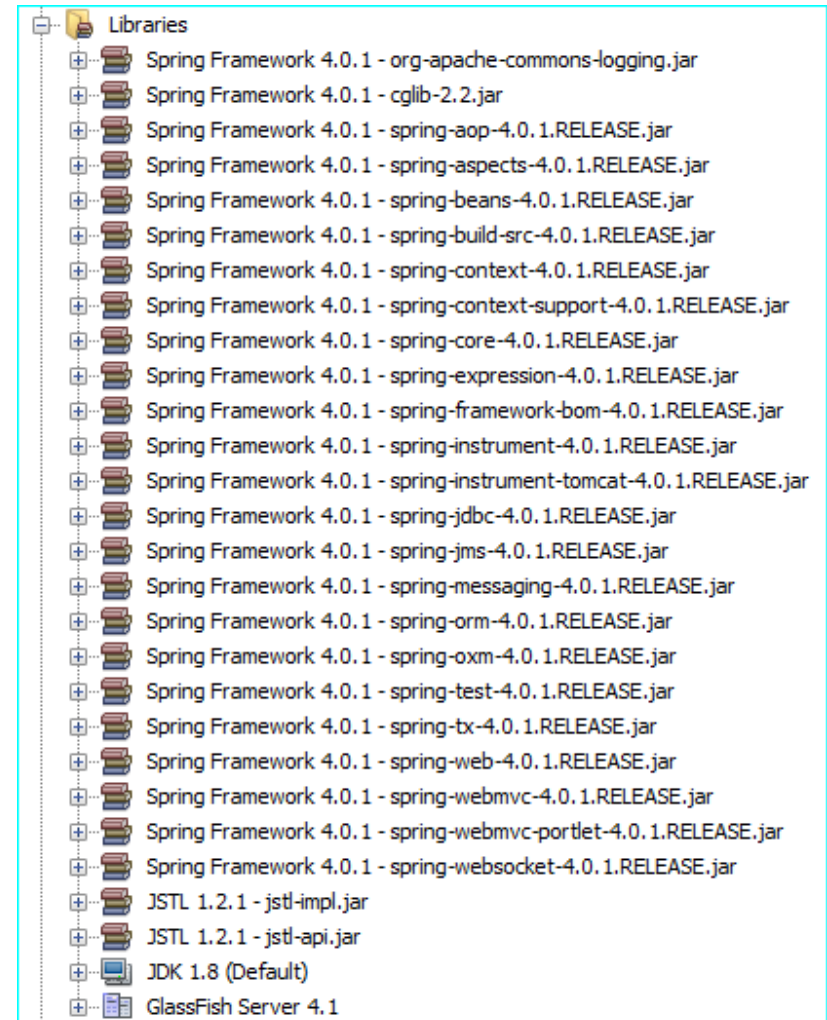 Libraries
Spring Framework 4.0.1 - org-apache-commons-logging.jar
Spring Framework 4.0.1 - cglib-2.2.jar
Spring Framework 4.0.1 - spring-aop-4.0.1.RELEASE.jar
Spring Framework 4.0.1 - spring-aspects-4.0.1.RELEASE.jar
Spring Framework 4.0.1 - spring-beans-4.0.1.RELEASE.jar
Spring Framework 4.0.1 - spring-build-src-4.0.1.RELEASE.jar
Spring Framework 4.0.1 - spring-context-4.0.1.RELEASE.jar
Spring Framework 4.0.1 - spring-context-support-4.0.1.RELEASE.jar
Spring Framework 4.0.1 - spring-core-4.0.1.RELEASE.jar
Spring Framework 4.0.1 - spring-expression-4.0.1.RELEASE.jar
Spring Framework 4.0.1 - spring-framework-bom-4.0.1.RELEASE.jar
Spring Framework 4.0.1 - spring-instrument-4.0.1.RELEASE.jar
Spring Framework 4.0.1 - spring-instrument-tomcat-4.0.1.RELEASE.jar
Spring Framework 4.0.1 - spring-jdbc-4.0.1.RELEASE.jar
Spring Framework 4.0.1 - spring-jms-4.0.1.RELEASE.jar
Spring Framework 4.0.1 - spring-messaging-4.0.1.RELEASE.jar
Spring Framework 4.0.1 - spring-orm-4.0.1.RELEASE.jar
Spring Framework 4.0.1 - spring-oxm-4.0.1.RELEASE.jar
Spring Framework 4.0.1 - spring-test-4.0.1.RELEASE.jar
Spring Framework 4.0.1 - spring-tx-4.0.1.RELEASE.jar
Spring Framework 4.0.1 - spring-web-4.0.1.RELEASE.jar
Spring Framework 4.0.1 - spring-webmvc-4.0.1.RELEASE.jar
Spring Framework 4.0.1 - spring-webmvc-portlet-4.0.1.RELEASE.jar
Spring Framework 4.0.1 - spring-websocket-4.0.1.RELEASE.jar
JSTL 1.2.1 - jstl-impl.jar
JSTL 1.2.1 - jstl-api.jar
JDK 1.8 (Default)
GlassFish Server 4.1